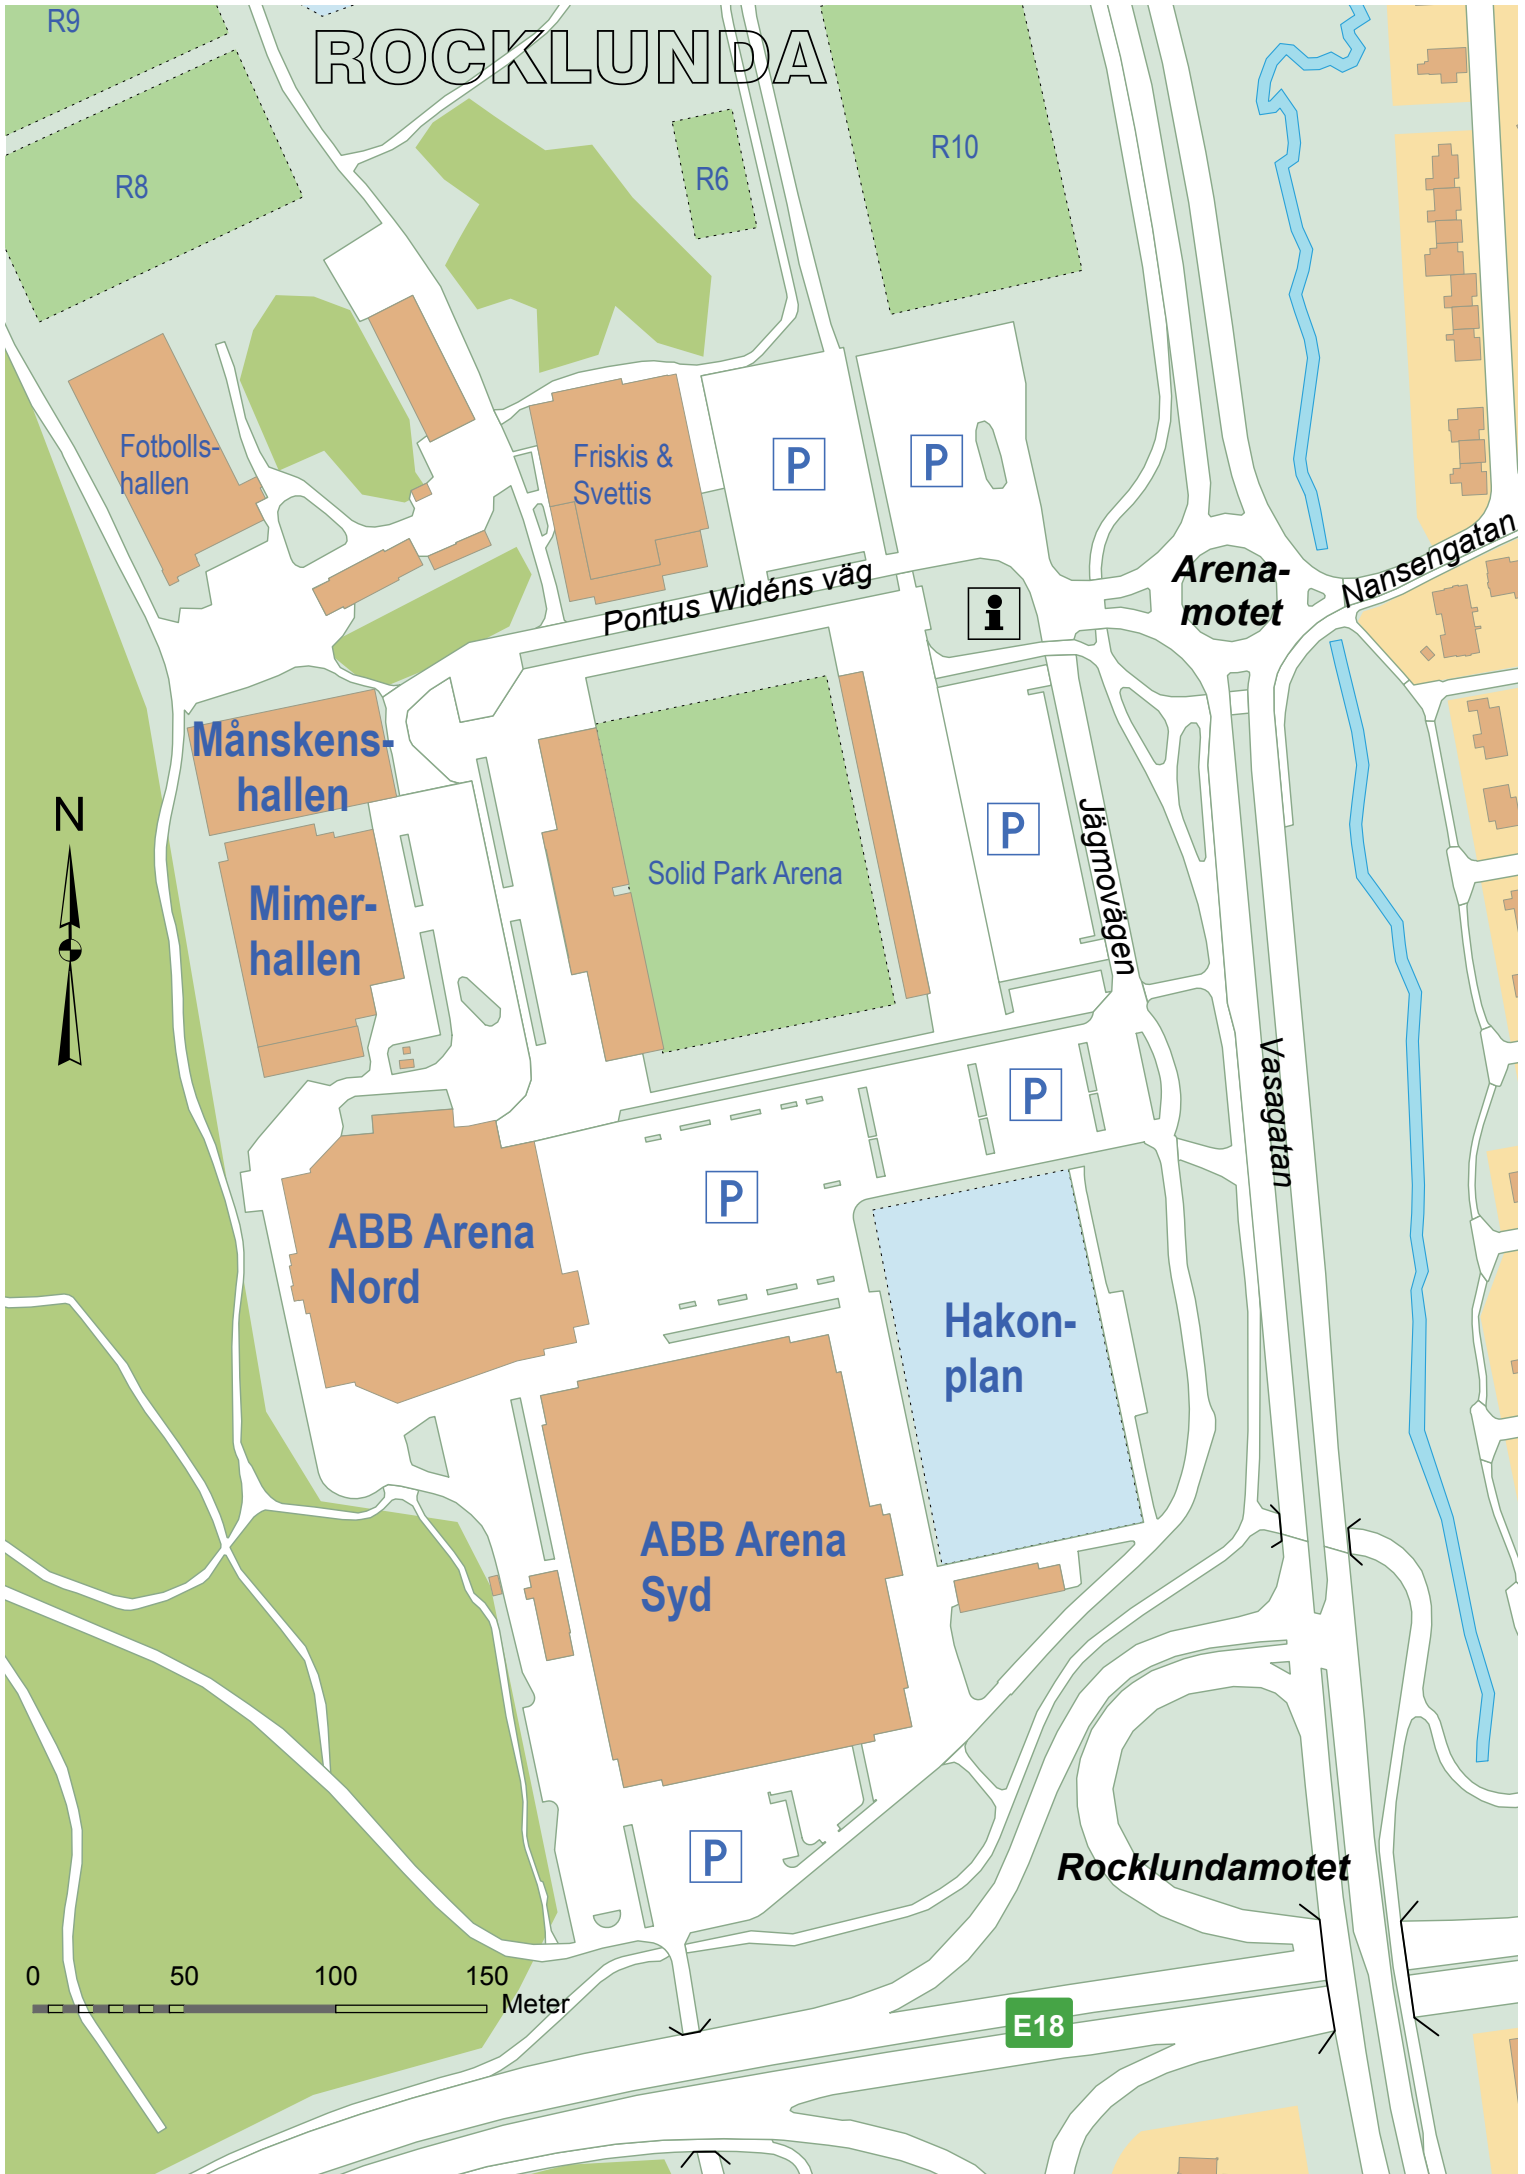 R9
ROCKLUNDA
R10
R8
R6
Fotbolls-
hallen
Friskis &
Svettis
P
P
Nansengatan
Arena-
motet
Pontus Widéns väg
i
Månskens-
hallen
N
P
Jägmovägen
Solid Park Arena
Mimer-
hallen
Vasagatan
P
P
ABB Arena
Nord
Hakon-
plan
ABB Arena
Syd
P
Rocklundamotet
0 50 100 150
Meter
E18